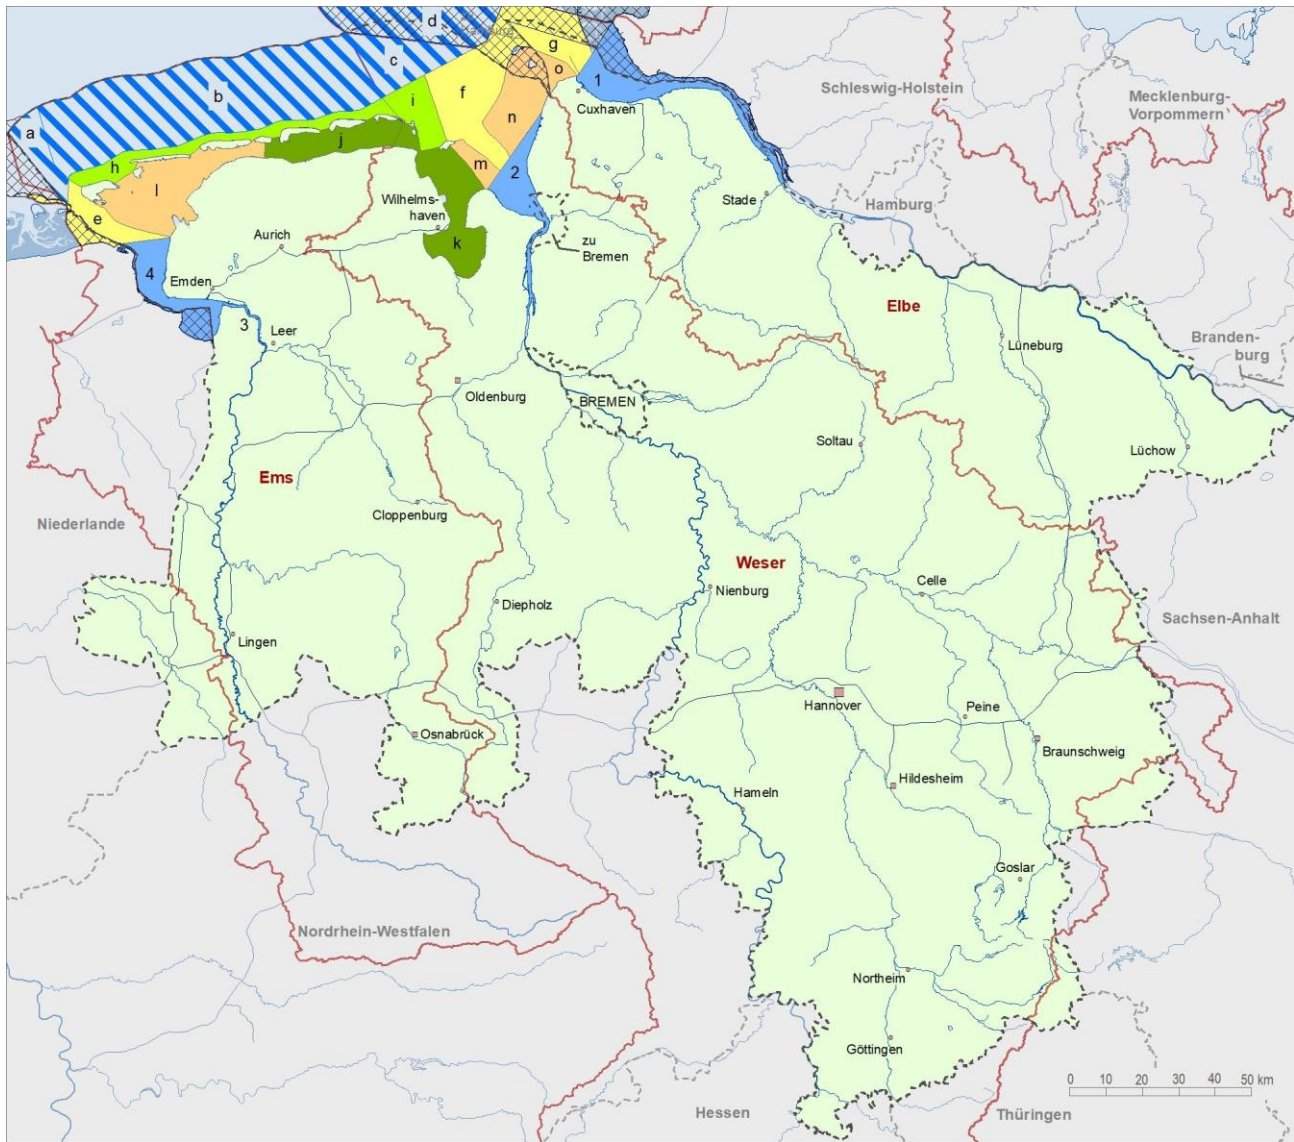 d
Hamburg
g
c
o
1
Cuxhaven
Schleswig-Holstein
Mecklenburg-
Vorpommern
b
f
i
n
a
j
h
m
2
l
Wilhelms-
haven
Stade
Hamburg
e
k
zu
Bremen
Aurich
4
Emden
3
Leer
Elbe
Lüneburg
Branden-
burg
Oldenburg
BREMEN
Soltau
Lüchow
Ems
Cloppenburg
Niederlande
Weser
Celle
Nienburg
Diepholz
Sachsen-Anhalt
Lingen
Hannover
Peine
Osnabrück
Braunschweig
Hildesheim
Hameln
Goslar
Nordrhein-Westfalen
Northeim
Göttingen
0 10 20 30 40 50 km
Hessen
Thüringen